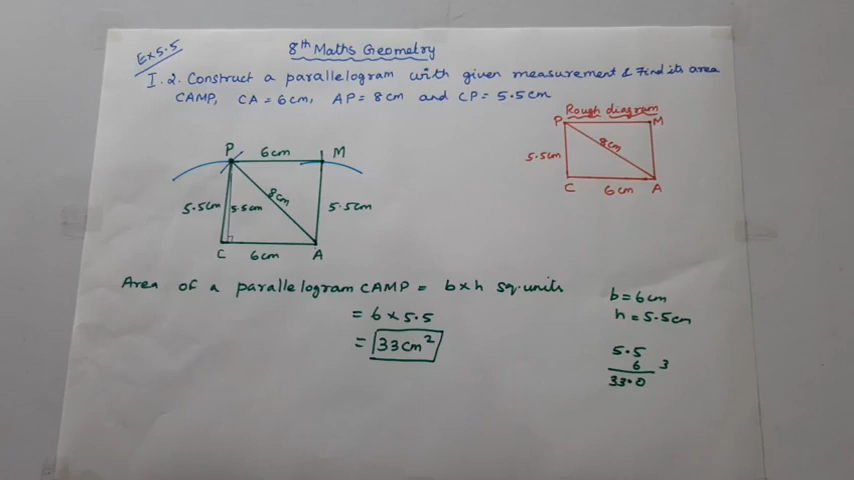 Ex 5.5
8th Maths Geometry
I. 2. Construct a parallelogram with given measurement & Find its area
CAMP, CA = 6cm, AP = 8cm and CP = 5.5cm
Rough diagram
P M
8cm
5.5cm
C 6cm A
P 6cm M
8cm
5.5cm 5.5cm 5.5cm
C 6cm A
Area of a parallelogram CAMP = b×h sq.units
= 6 × 5.5
= 33cm²
b = 6cm
h = 5.5cm
5.5
6 3
33.0